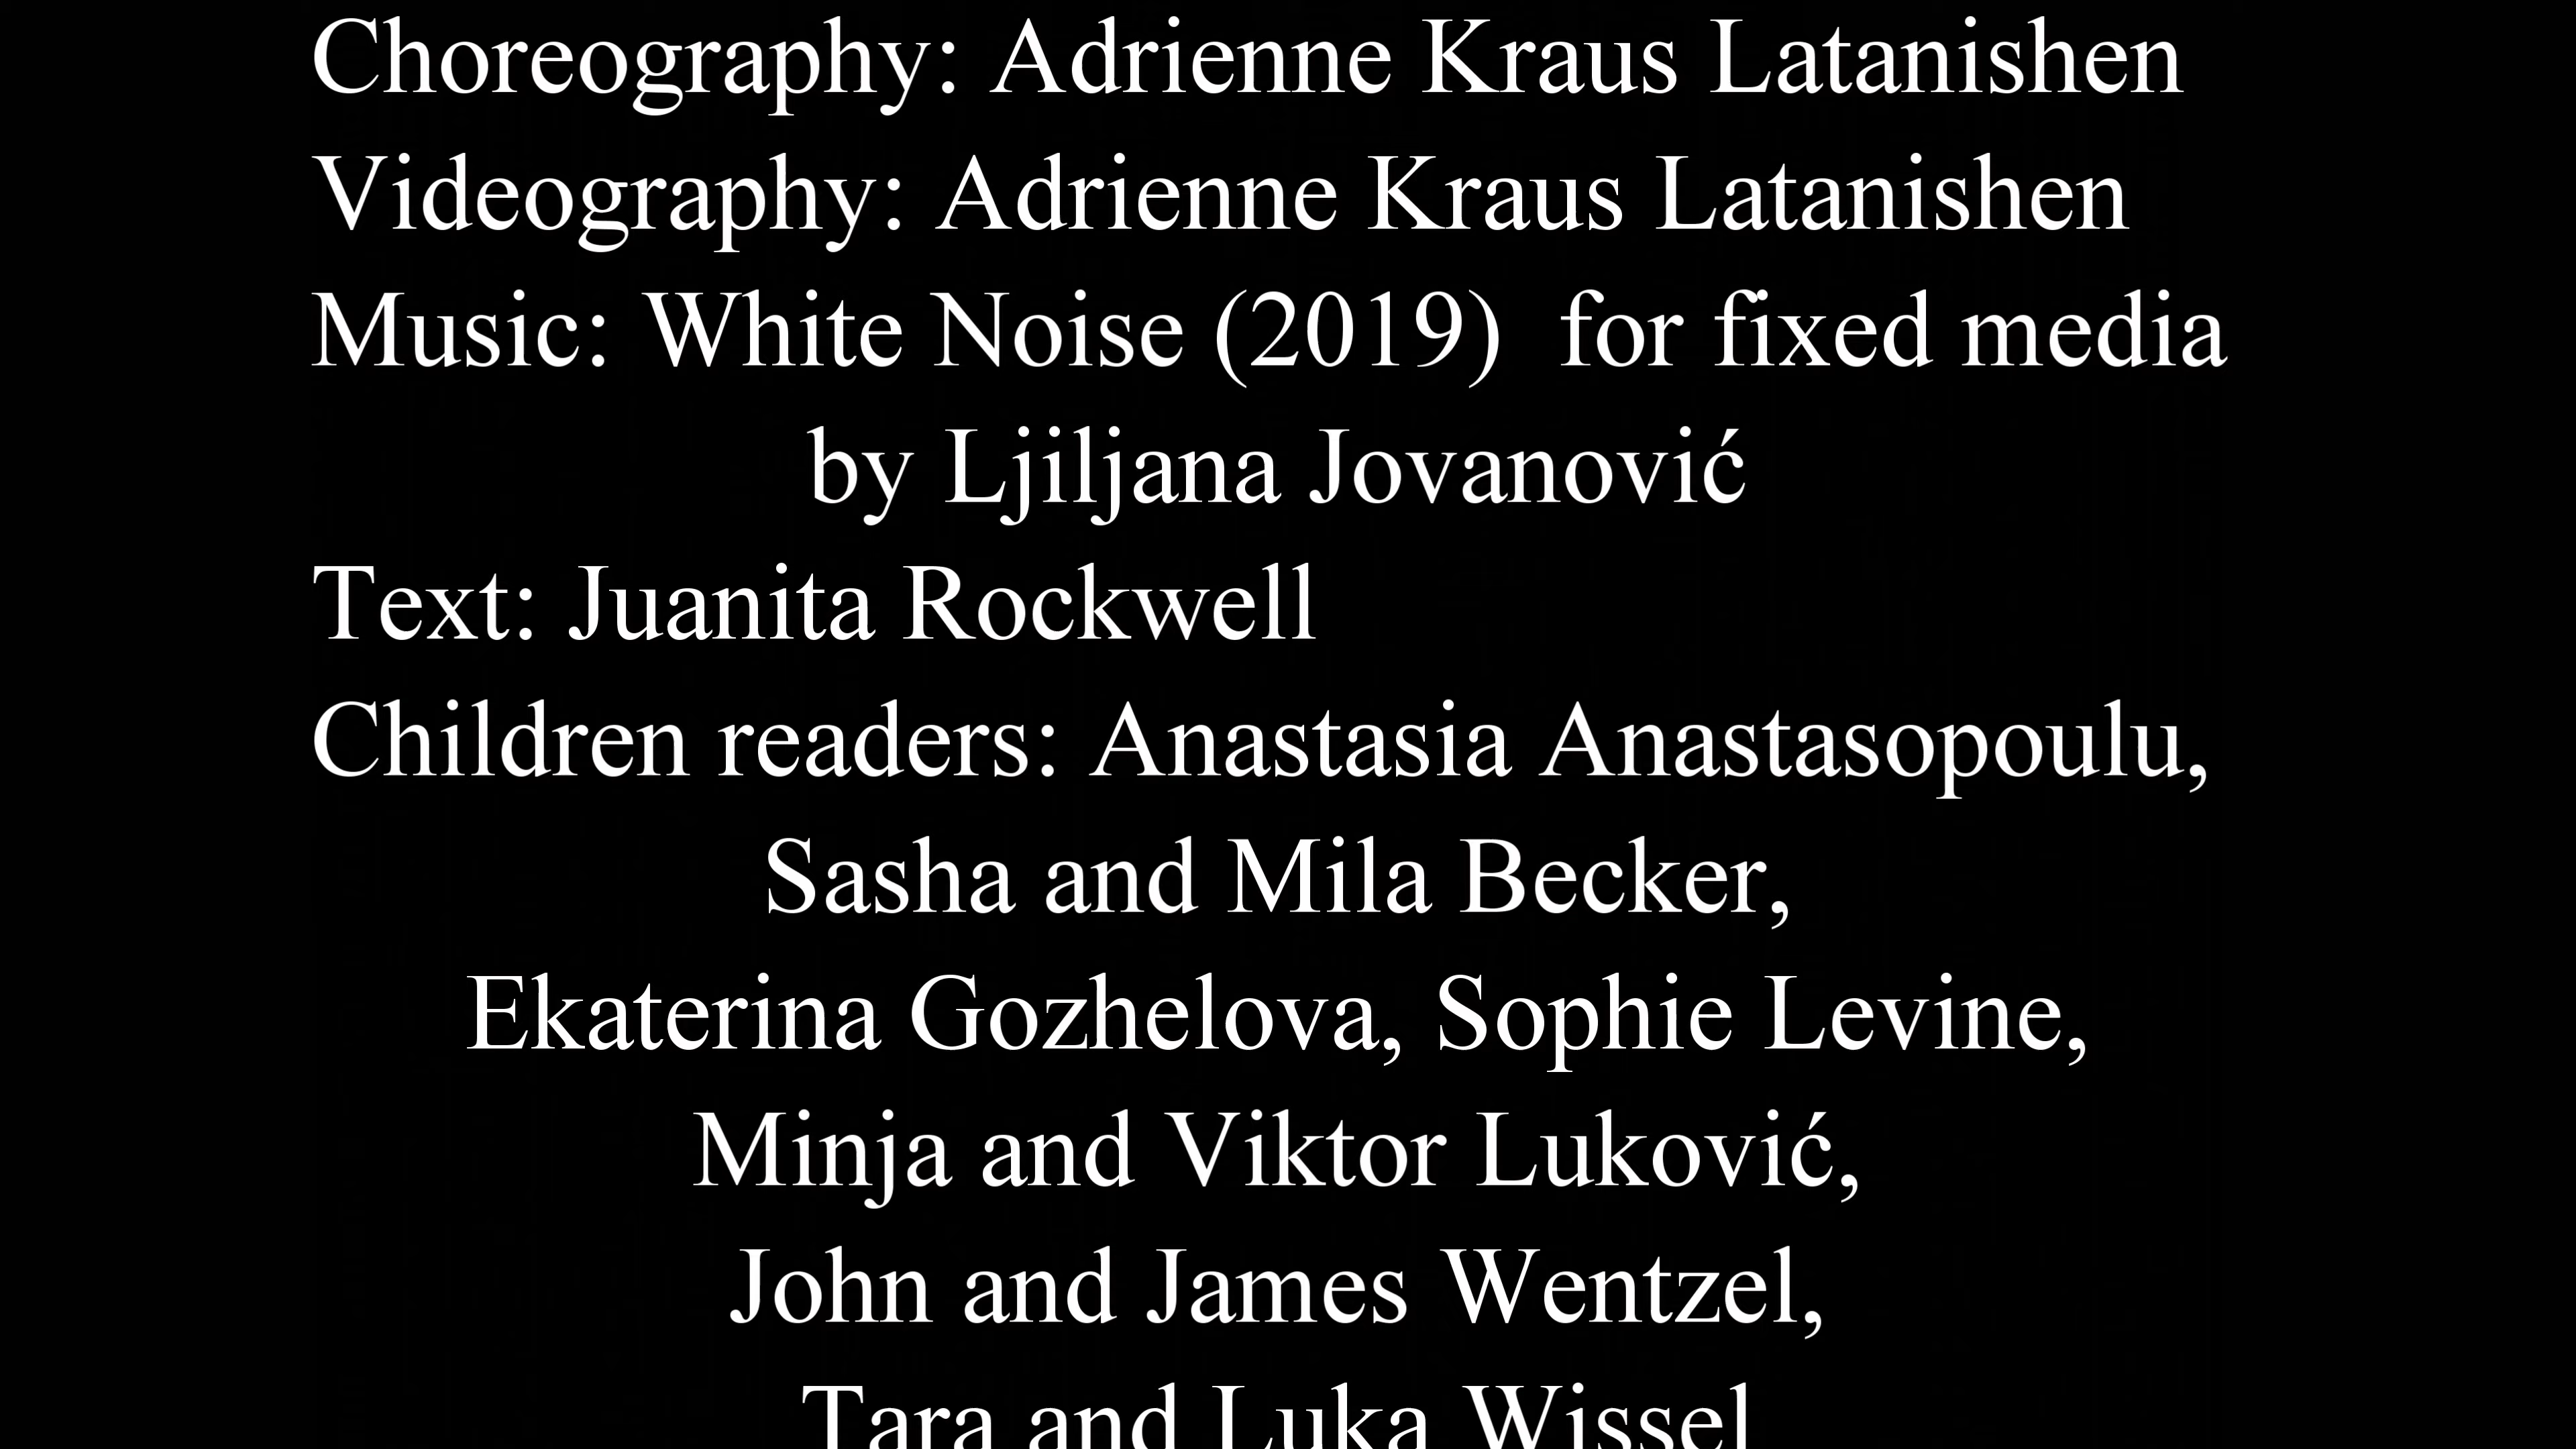 Choreography: Adrienne Kraus Latanishen
Videography: Adrienne Kraus Latanishen
Music: White Noise (2019)  for fixed media
by Ljiljana Jovanović
Text: Juanita Rockwell
Children readers: Anastasia Anastasopoulu,
Sasha and Mila Becker,
Ekaterina Gozhelova, Sophie Levine,
Minja and Viktor Luković,
John and James Wentzel,
Tara and Luka Wissel